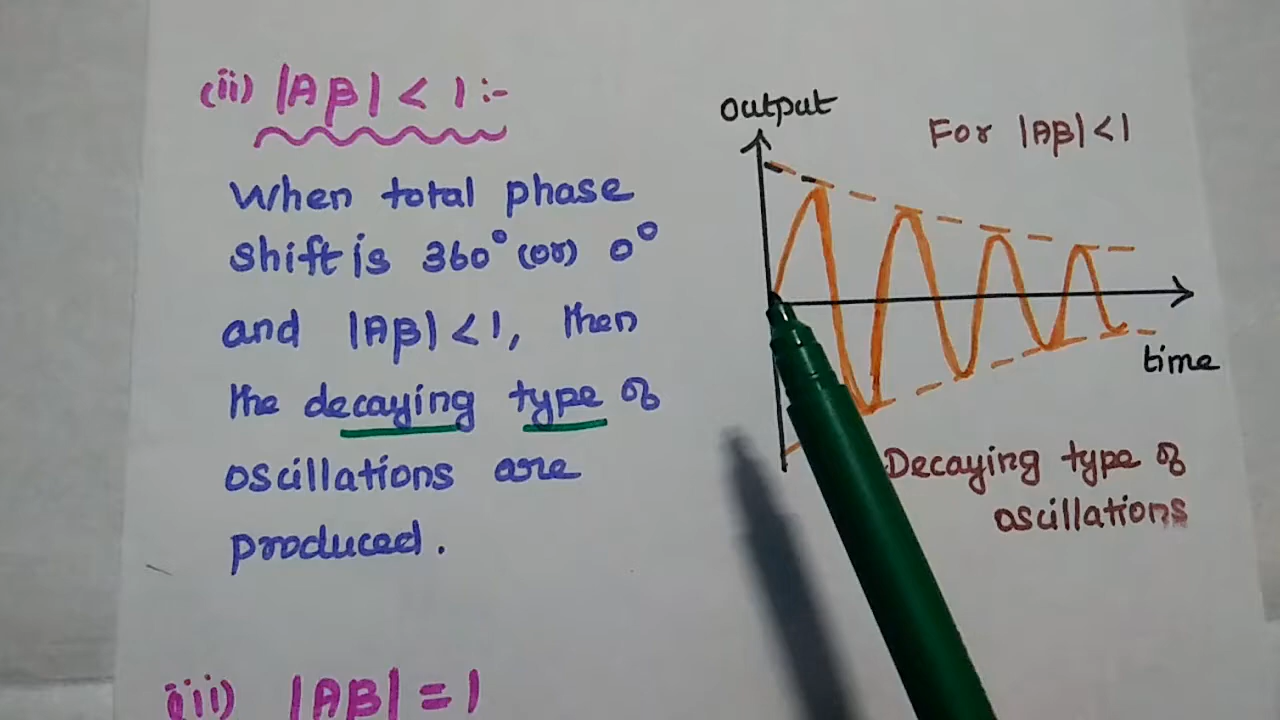 (ii) |Aβ| < 1 :-
When total phase
shift is 360° (or) 0°
and |Aβ| < 1, then
the decaying type of
oscillations are
produced.
output
For |Aβ| < 1
time
Decaying type of
oscillations
(iii) |Aβ| = 1